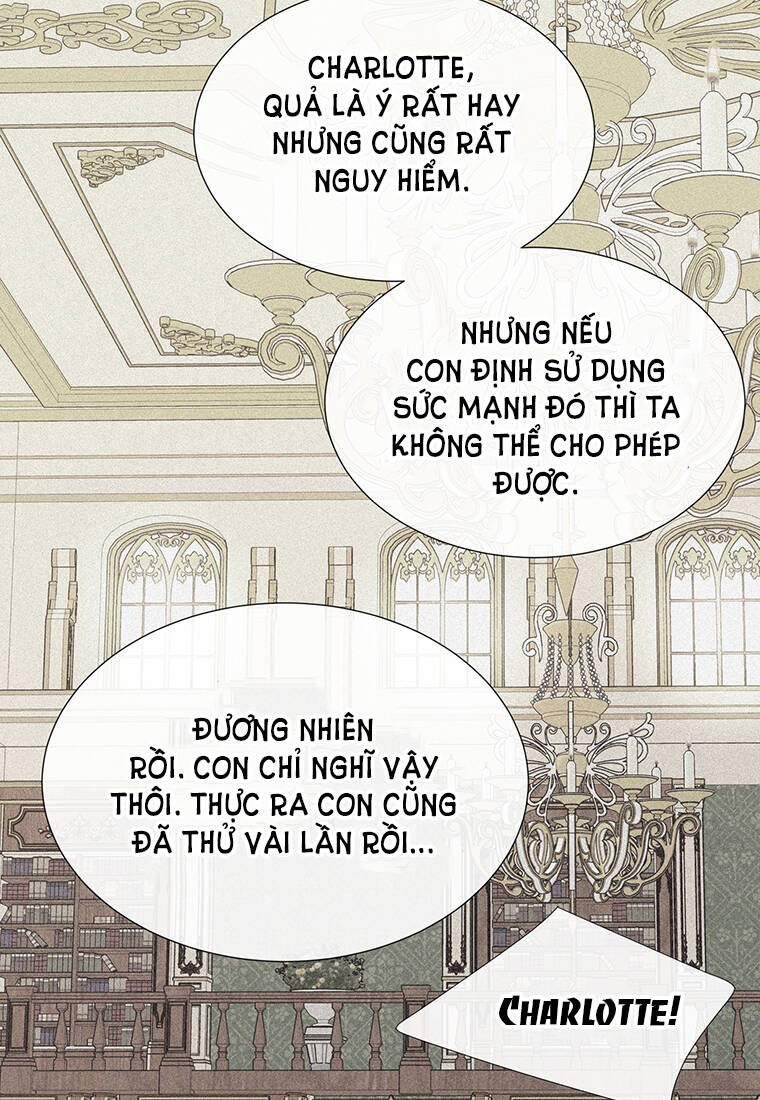 CHARLOTTE,
QUẢ LÀ Ý RẤT HAY
NHƯNG CŨNG RẤT
NGUY HIỂM.
NHƯNG NẾU
CON ĐỊNH SỬ DỤNG
SỨC MẠNH ĐÓ THÌ TA
KHÔNG THỂ CHO PHÉP
ĐƯỢC.
ĐƯƠNG NHIÊN
RỒI. CON CHỈ NGHĨ VẬY
THÔI. THỰC RA CON CŨNG
ĐÃ THỬ VÀI LẦN RỒI...
CHARLOTTE!